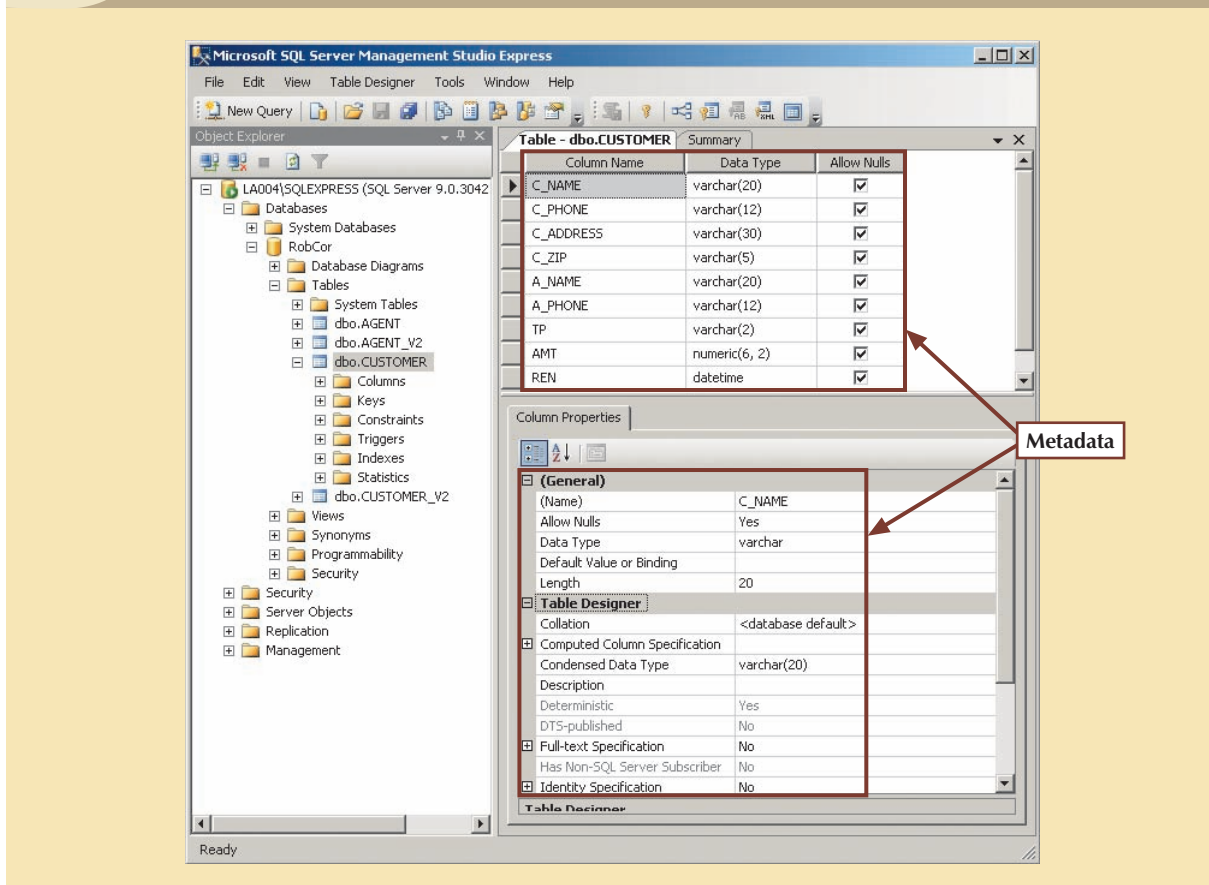 Microsoft SQL Server Management Studio Express
File Edit View Table Designer Tools Window Help
New Query
Object Explorer
LA004\SQLEXPRESS (SQL Server 9.0.3042
Databases
System Databases
RobCor
Database Diagrams
Tables
System Tables
dbo.AGENT
dbo.AGENT_V2
dbo.CUSTOMER
Columns
Keys
Constraints
Triggers
Indexes
Statistics
dbo.CUSTOMER_V2
Views
Synonyms
Programmability
Security
Security
Server Objects
Replication
Management
Table - dbo.CUSTOMER Summary
Column Name Data Type Allow Nulls
C_NAME varchar(20)
C_PHONE varchar(12)
C_ADDRESS varchar(30)
C_ZIP varchar(5)
A_NAME varchar(20)
A_PHONE varchar(12)
TP varchar(2)
AMT numeric(6, 2)
REN datetime
Metadata
Column Properties
(General)
(Name) C_NAME
Allow Nulls Yes
Data Type varchar
Default Value or Binding
Length 20
Table Designer
Collation <database default>
Computed Column Specification
Condensed Data Type varchar(20)
Description
Deterministic Yes
DTS-published No
Full-text Specification No
Has Non-SQL Server Subscriber No
Identity Specification No
Table Designer
Ready